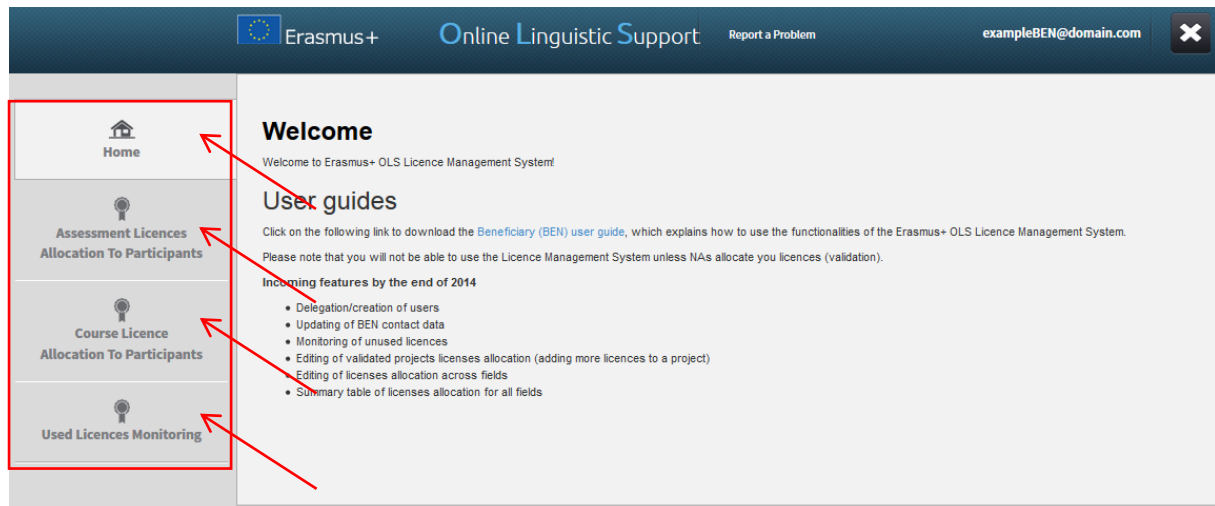 Erasmus+
Online Linguistic Support
Report a Problem
exampleBEN@domain.com
Home
Assessment Licences
Allocation To Participants
Course Licence
Allocation To Participants
Used Licences Monitoring
Welcome
Welcome to Erasmus+ OLS Licence Management System!
User guides
Click on the following link to download the Beneficiary (BEN) user guide, which explains how to use the functionalities of the Erasmus+ OLS Licence Management System.
Please note that you will not be able to use the Licence Management System unless NAs allocate you licences (validation).
Incoming features by the end of 2014
• Delegation/creation of users
• Updating of BEN contact data
• Monitoring of unused licences
• Editing of validated projects licenses allocation (adding more licences to a project)
• Editing of licenses allocation across fields
• Summary table of licenses allocation for all fields